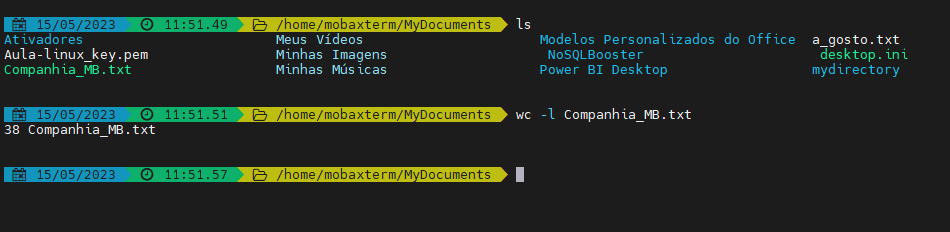 15/05/2023 11:51.49 /home/mobaxterm/MyDocuments ls
Ativadores Meus Vídeos Modelos Personalizados do Office a_gosto.txt
Aula-linux_key.pem Minhas Imagens NoSQLBooster desktop.ini
Companhia_MB.txt Minhas Músicas Power BI Desktop mydirectory
15/05/2023 11:51.51 /home/mobaxterm/MyDocuments wc -l Companhia_MB.txt
38 Companhia_MB.txt
15/05/2023 11:51.57 /home/mobaxterm/MyDocuments